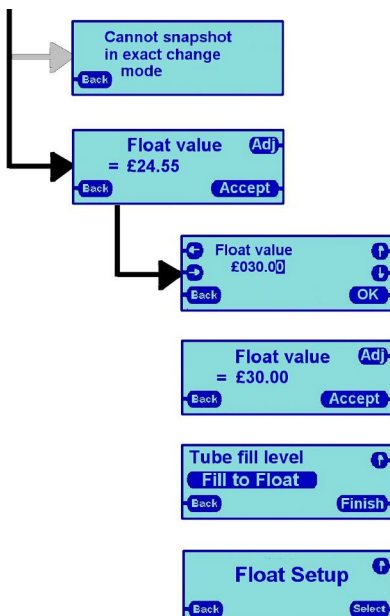 Cannot snapshot
in exact change
mode
Back
Float value Adj
= £24.55
Back Accept
Float value
£030.00
Back OK
Float value Adj
= £30.00
Back Accept
Tube fill level
Fill to Float
Back Finish
Float Setup
Back Select